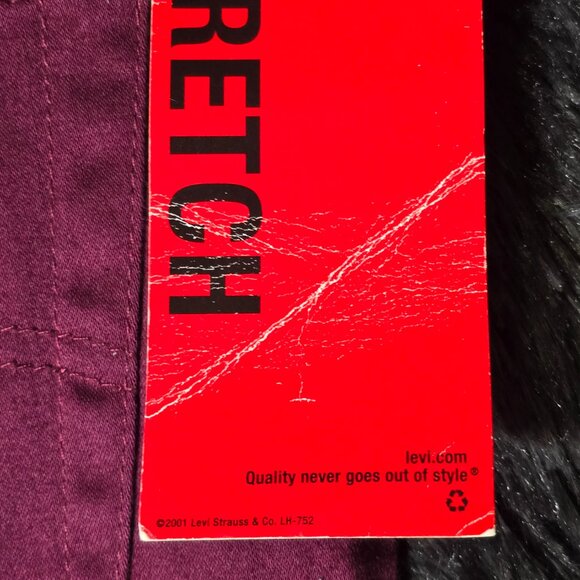 RETCH
levi.com
Quality never goes out of style®
©2001 Levi Strauss & Co. LH-752